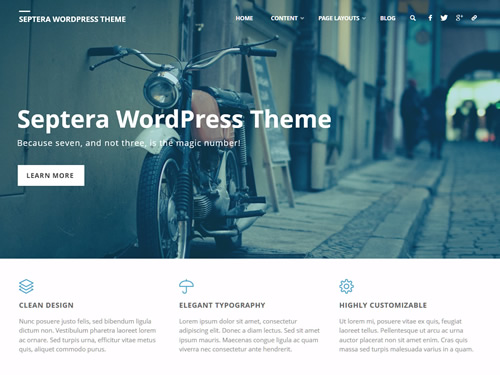 SEPTERA WORDPRESS THEME
HOME CONTENT PAGE LAYOUTS BLOG
Septera WordPress Theme
Because seven, and not three, is the magic number!
LEARN MORE
CLEAN DESIGN
Nunc posuere justo felis, sed bibendum ligula
dictum non. Vestibulum pharetra laoreet lorem
ac ornare. Sed turpis urna, efficitur vitae metus
quis, aliquet commodo purus.
ELEGANT TYPOGRAPHY
Lorem ipsum dolor sit amet, consectetur
adipiscing elit. Donec a diam lectus. Sed sit amet
ipsum mauris. Maecenas congue ligula ac quam
viverra nec consectetur ante hendrerit.
HIGHLY CUSTOMIZABLE
Ut lorem mi, posuere vitae ex quis, feugiat
laoreet tellus. Pellentesque ut arcu ac urna
auctor placerat non sit amet enim. Cras quis
massa sed turpis malesuada varius in a quam.